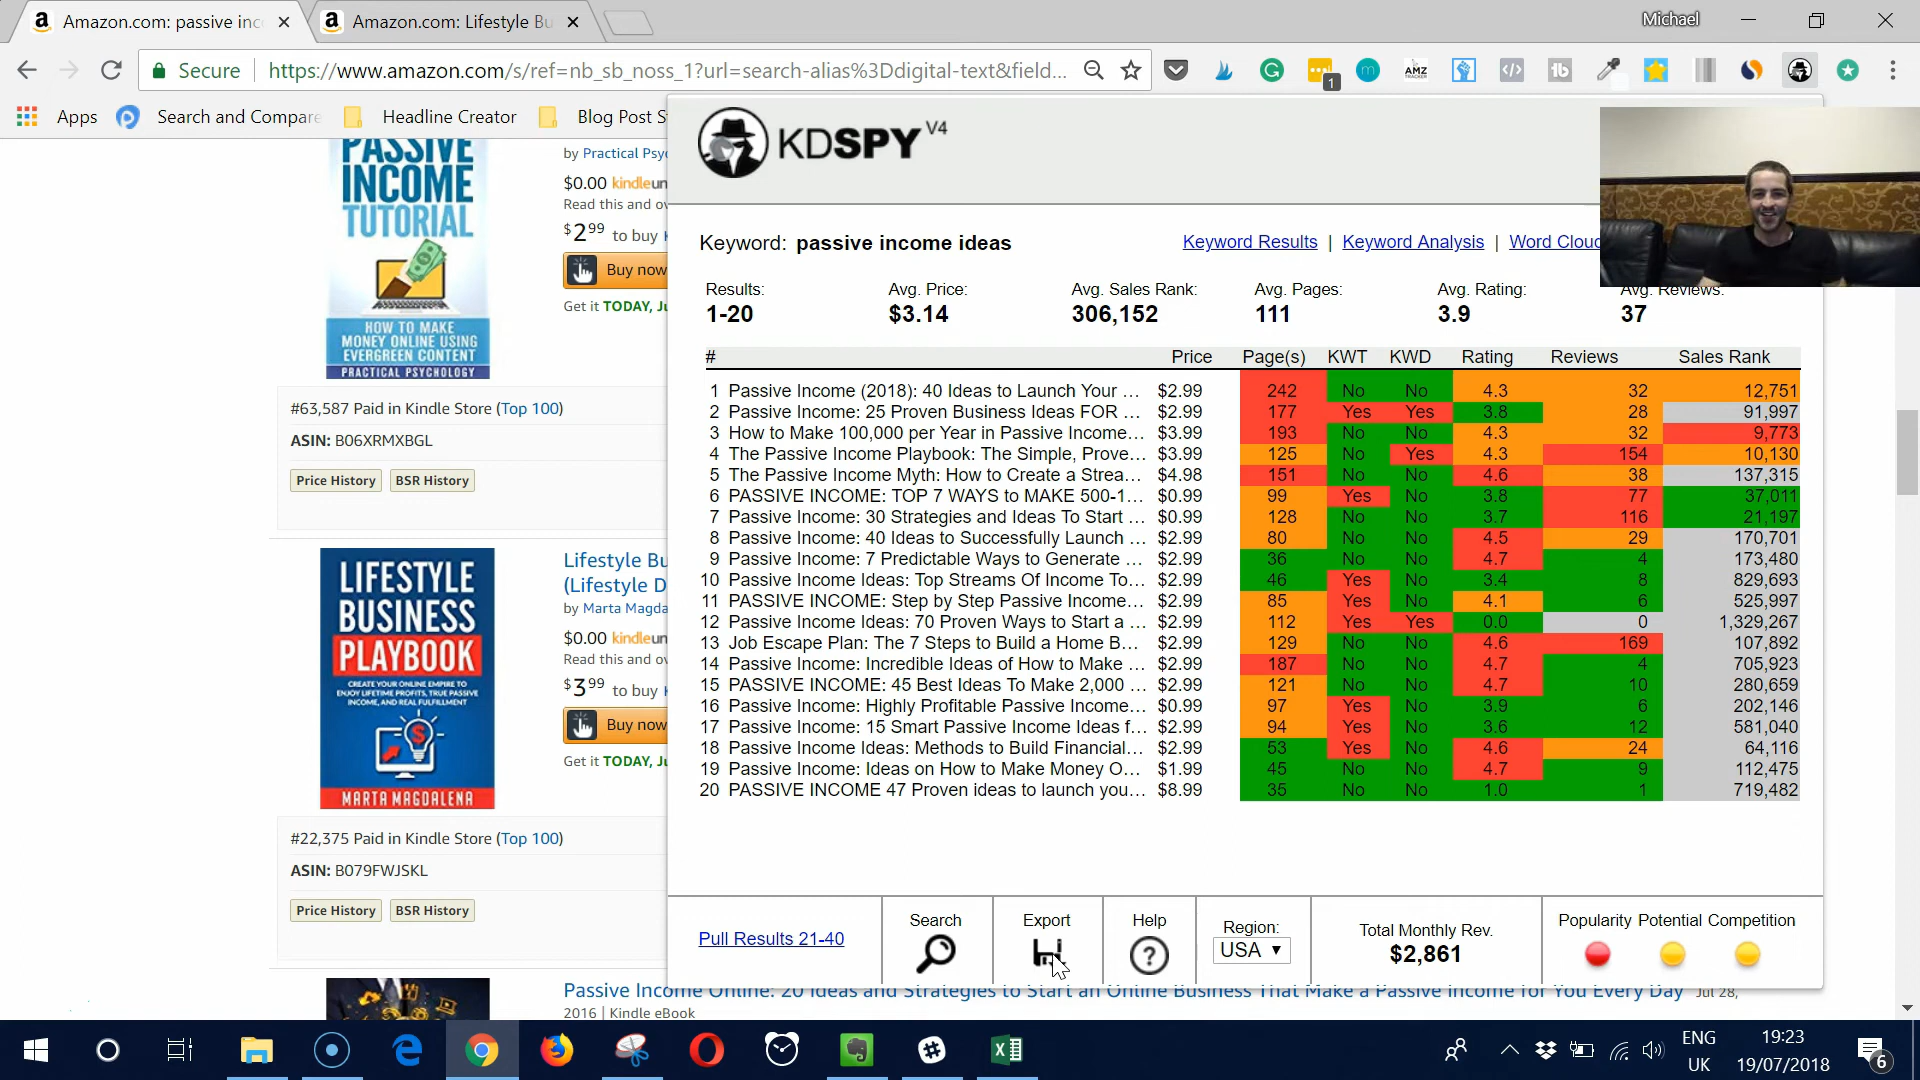 Amazon.com: passive inc
Amazon.com: Lifestyle Bu
Michael
Secure
https://www.amazon.com/s/ref=nb_sb_noss_1?url=search-alias%3Ddigital-text&field...
1
AMZ
TRACKER
Apps
Search and Compare
Headline Creator
Blog Post S
PASSIVE
INCOME
TUTORIAL
HOW TO MAKE
MONEY ONLINE USING
EVERGREEN CONTENT
PRACTICAL PSYCHOLOGY
by Practical Psyc
$0.00 kindleun
Read this and ov
$2.99 to buy
Buy now
Get it TODAY, Ju
#63,587 Paid in Kindle Store (Top 100)
ASIN: B06XRMXBGL
Price History
BSR History
LIFESTYLE
BUSINESS
PLAYBOOK
CREATE YOUR ONLINE EMPIRE TO
ENJOY LIFETIME PROFITS, TRUE PASSIVE
INCOME, AND REAL FULFILLMENT
MARTA MAGDALENA
Lifestyle Bu
(Lifestyle D
by Marta Magda
$0.00 kindleun
Read this and ov
$3.99 to buy
Buy now
Get it TODAY, Ju
#22,375 Paid in Kindle Store (Top 100)
ASIN: B079FWJSKL
Price History
BSR History
Passive Income Online: 20 Ideas and Strategies to Start an Online Business That Make a Passive Income for You Every Day Jul 28,
2016 | Kindle eBook
KDSPY V4
Keyword: passive income ideas
Keyword Results | Keyword Analysis | Word Cloud
Results: Avg. Price: Avg. Sales Rank: Avg. Pages: Avg. Rating: Avg. Reviews:
1-20 $3.14 306,152 111 3.9 37
# Price Page(s) KWT KWD Rating Reviews Sales Rank
1 Passive Income (2018): 40 Ideas to Launch Your ... $2.99 242 No No 4.3 32 12,751
2 Passive Income: 25 Proven Business Ideas FOR ... $2.99 177 Yes Yes 3.8 28 91,997
3 How to Make 100,000 per Year in Passive Income... $3.99 193 No No 4.3 32 9,773
4 The Passive Income Playbook: The Simple, Prove... $3.99 125 No Yes 4.3 154 10,130
5 The Passive Income Myth: How to Create a Strea... $4.98 151 No No 4.6 38 137,315
6 PASSIVE INCOME: TOP 7 WAYS to MAKE 500-1... $0.99 99 Yes No 3.8 77 37,011
7 Passive Income: 30 Strategies and Ideas To Start ... $0.99 128 No No 3.7 116 21,197
8 Passive Income: 40 Ideas to Successfully Launch ... $2.99 80 No No 4.5 29 170,701
9 Passive Income: 7 Predictable Ways to Generate ... $2.99 36 No No 4.7 4 173,480
10 Passive Income Ideas: Top Streams Of Income To... $2.99 46 Yes No 3.4 8 829,693
11 PASSIVE INCOME: Step by Step Passive Income... $2.99 85 Yes No 4.1 6 525,997
12 Passive Income Ideas: 70 Proven Ways to Start a ... $2.99 112 Yes Yes 0.0 0 1,329,267
13 Job Escape Plan: The 7 Steps to Build a Home B... $2.99 129 No No 4.6 169 107,892
14 Passive Income: Incredible Ideas of How to Make ... $2.99 187 No No 4.7 4 705,923
15 PASSIVE INCOME: 45 Best Ideas To Make 2,000 ... $2.99 121 No No 4.7 10 280,659
16 Passive Income: Highly Profitable Passive Income... $0.99 97 Yes No 3.9 6 202,146
17 Passive Income: 15 Smart Passive Income Ideas f... $2.99 94 Yes No 3.6 12 581,040
18 Passive Income Ideas: Methods to Build Financial... $2.99 53 Yes No 4.6 24 64,116
19 Passive Income: Ideas on How to Make Money O... $1.99 45 No No 4.7 9 112,475
20 PASSIVE INCOME 47 Proven ideas to launch you... $8.99 35 No No 1.0 1 719,482
Pull Results 21-40
Search
Export
Help
Region:
USA
Total Monthly Rev.
$2,861
Popularity Potential Competition
ENG
UK
19:23
19/07/2018
6